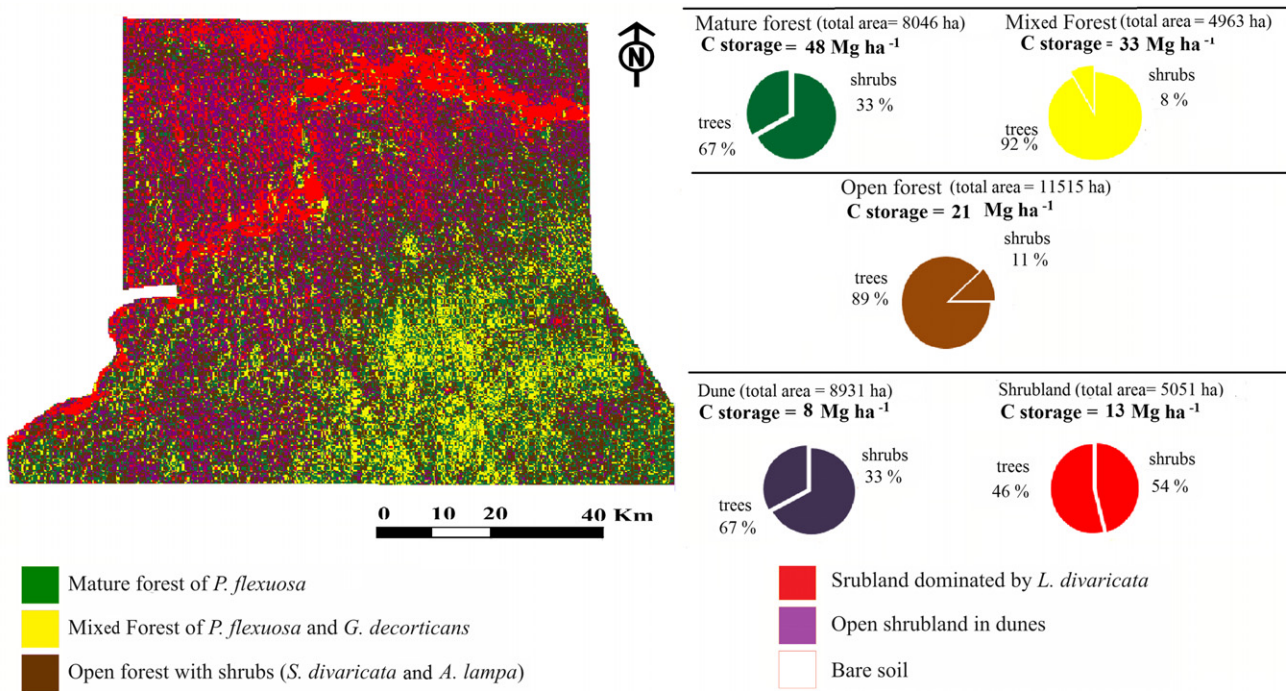 N
Mature forest (total area= 8046 ha)
C storage = 48 Mg ha -1
shrubs
33 %
trees
67 %
Mixed Forest (total area = 4963 ha)
C storage = 33 Mg ha -1
shrubs
8 %
trees
92 %
Open forest (total area = 11515 ha)
C storage = 21 Mg ha -1
shrubs
11 %
trees
89 %
Dune (total area = 8931 ha)
C storage = 8 Mg ha -1
shrubs
33 %
trees
67 %
Shrubland (total area= 5051 ha)
C storage = 13 Mg ha -1
trees
46 %
shrubs
54 %
0 10 20 40 Km
Mature forest of P. flexuosa
Mixed Forest of P. flexuosa and G. decorticans
Open forest with shrubs (S. divaricata and A. lampa)
Srubland dominated by L. divaricata
Open shrubland in dunes
Bare soil